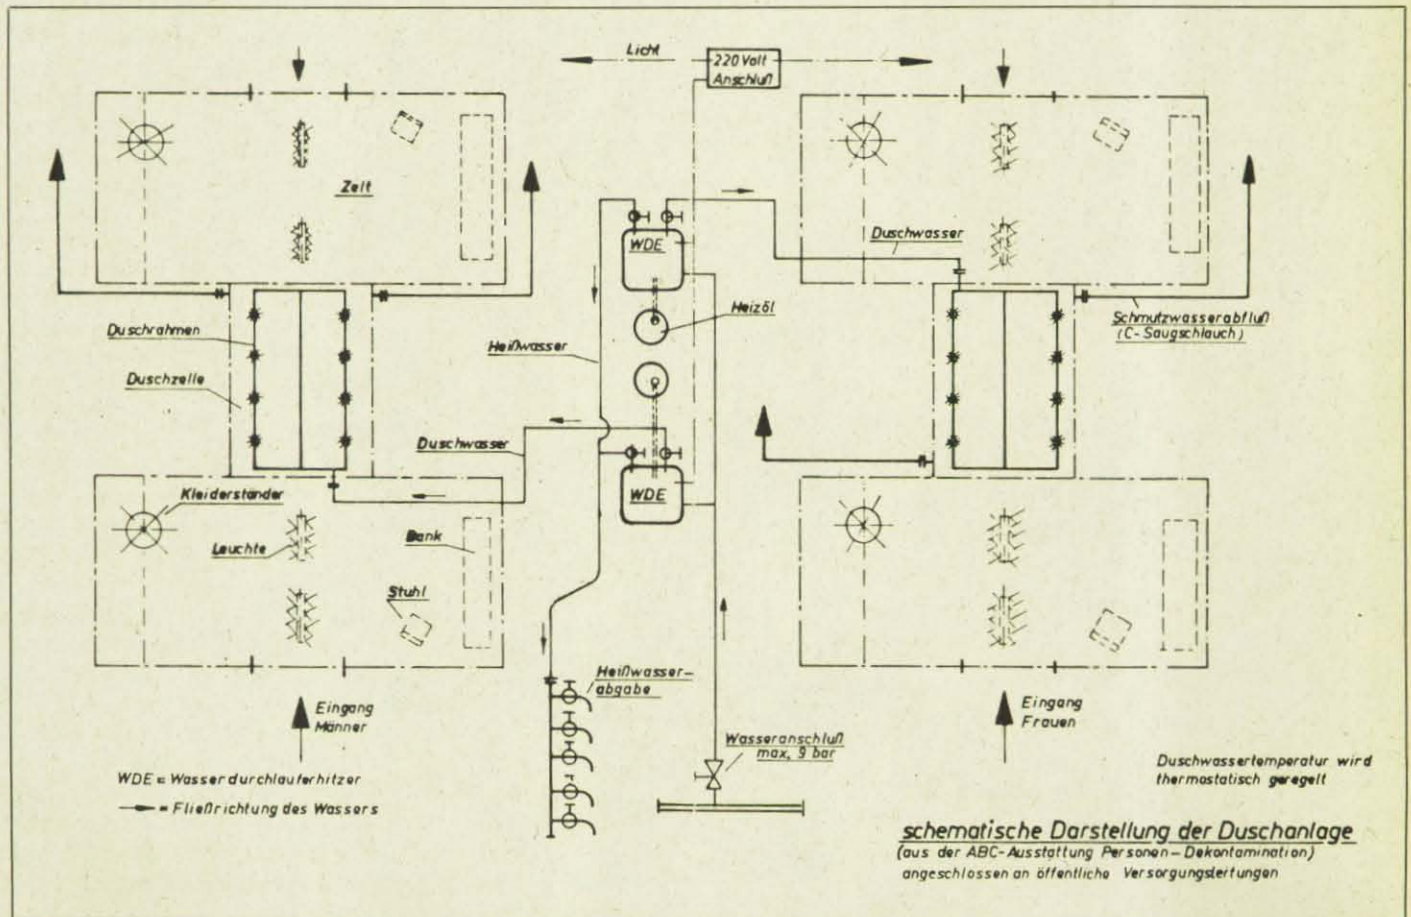 Licht
220 Volt
Anschluß
Zelt
WDE
Duschwasser
Heizöl
Schmutzwasserabfluß
(C-Saugschlauch)
Duschrahmen
Heißwasser
Duschzelle
Duschwasser
Kleiderständer
WDE
Leuchte
Bank
Stuhl
Heißwasser-
abgabe
Eingang
Männer
Eingang
Frauen
Wasseranschluß
max, 9 bar
WDE = Wasserdurchlauferhitzer
= Fließrichtung des Wassers
Duschwassertemperatur wird
thermostatisch geregelt
schematische Darstellung der Duschanlage
(aus der ABC-Ausstattung Personen-Dekontamination)
angeschlossen an öffentliche Versorgungsleitungen